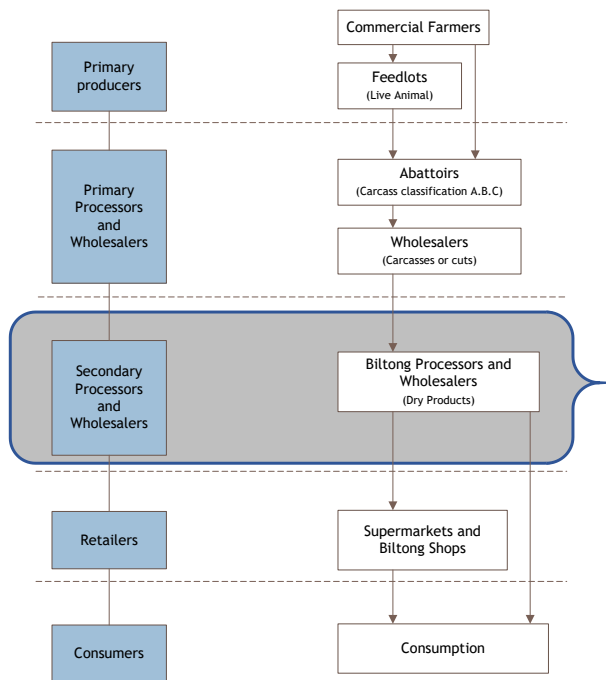 Commercial Farmers
Primary
producers
Feedlots
(Live Animal)
Primary
Processors
and
Wholesalers
Abattoirs
(Carcass classification A.B.C)
Wholesalers
(Carcasses or cuts)
Secondary
Processors
and
Wholesalers
Biltong Processors and
Wholesalers
(Dry Products)
Retailers
Supermarkets and
Biltong Shops
Consumers
Consumption